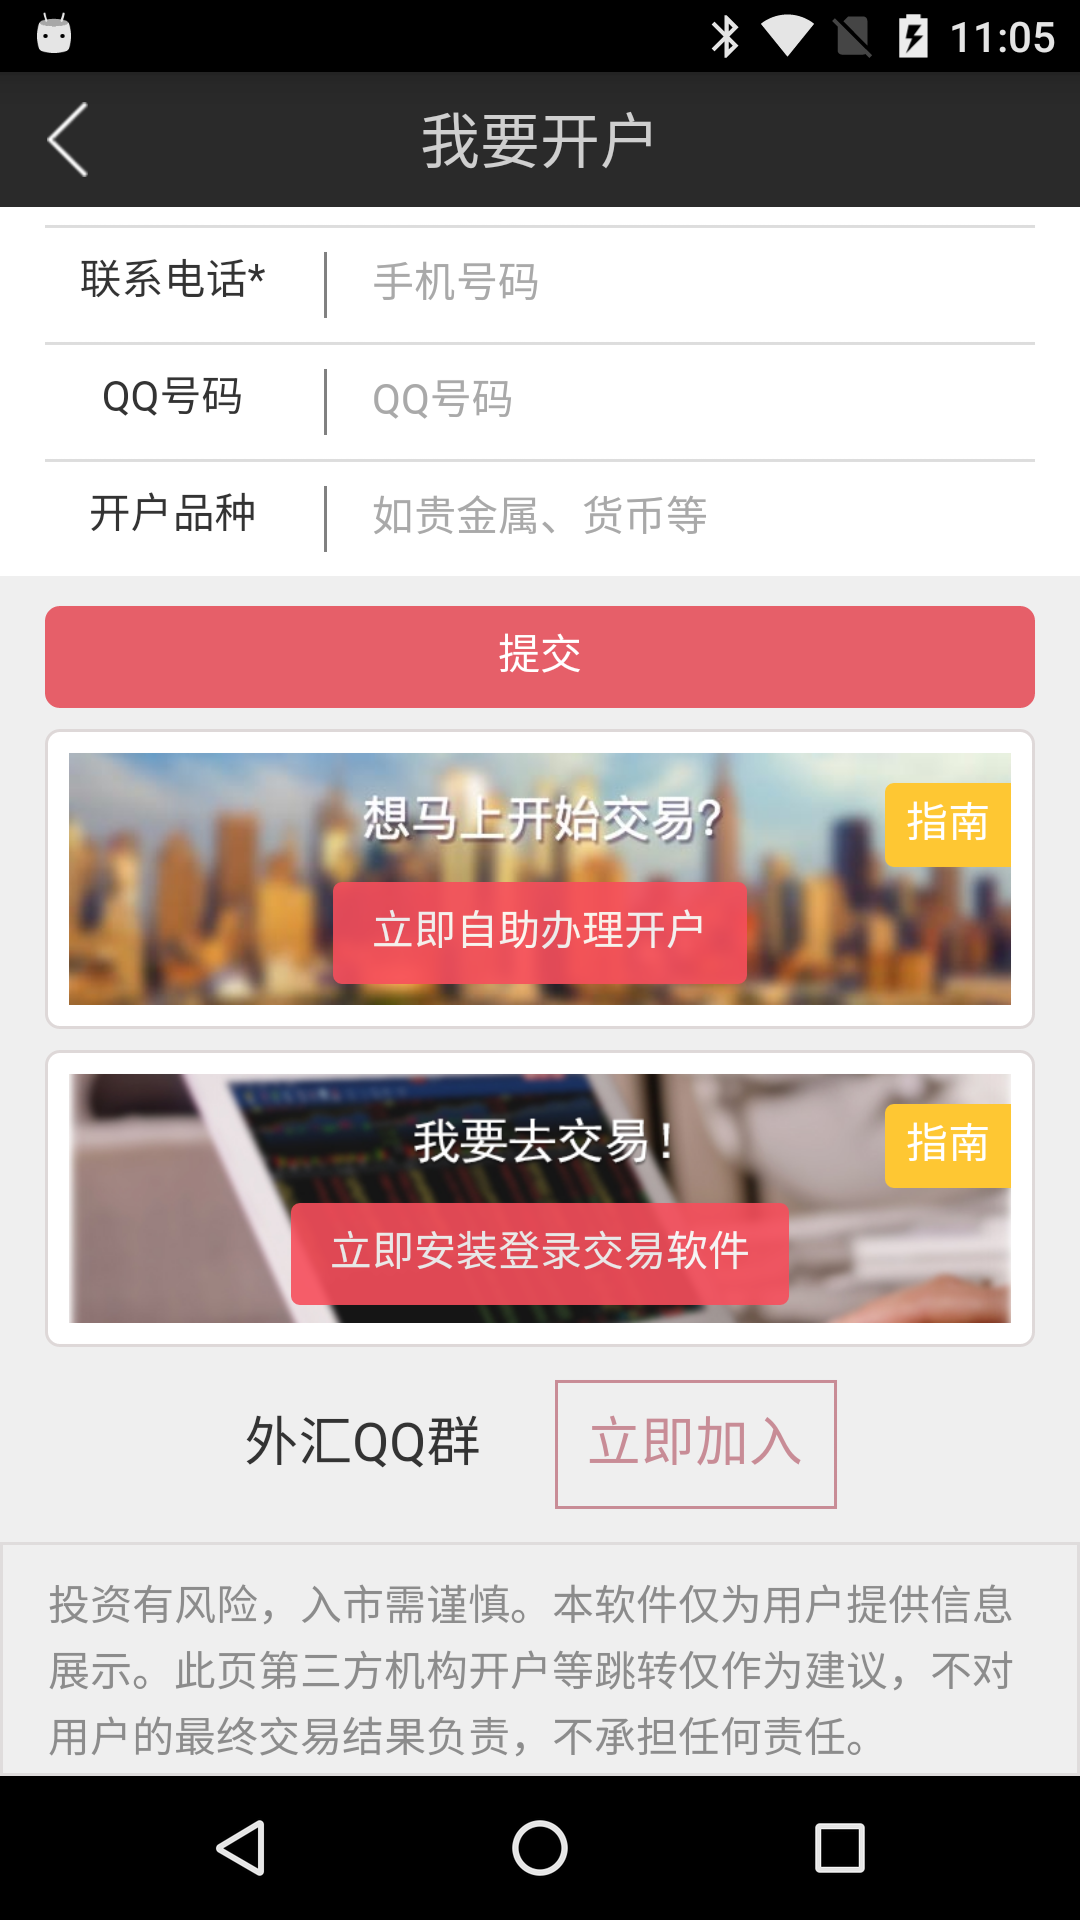 11:05
我要开户
联系电话* 手机号码
QQ号码 QQ号码
开户品种 如贵金属、货币等
提交
想马上开始交易?
指南
立即自助办理开户
我要去交易!
指南
立即安装登录交易软件
外汇QQ群 立即加入
投资有风险，入市需谨慎。本软件仅为用户提供信息
展示。此页第三方机构开户等跳转仅作为建议，不对
用户的最终交易结果负责，不承担任何责任。